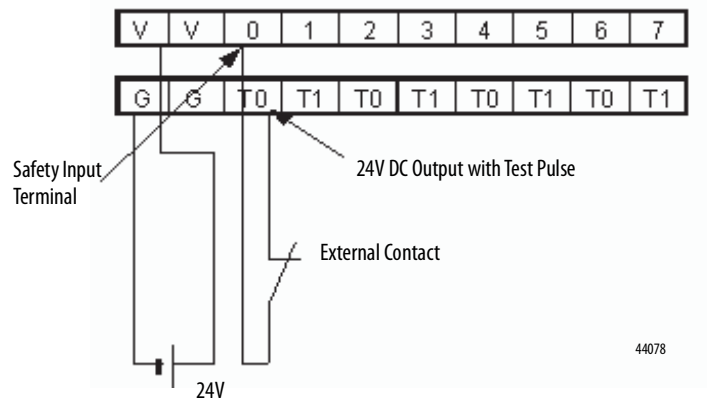 V V 0 1 2 3 4 5 6 7
G G T0 T1 T0 T1 T0 T1 T0 T1
Safety Input
Terminal
24V DC Output with Test Pulse
External Contact
44078
24V